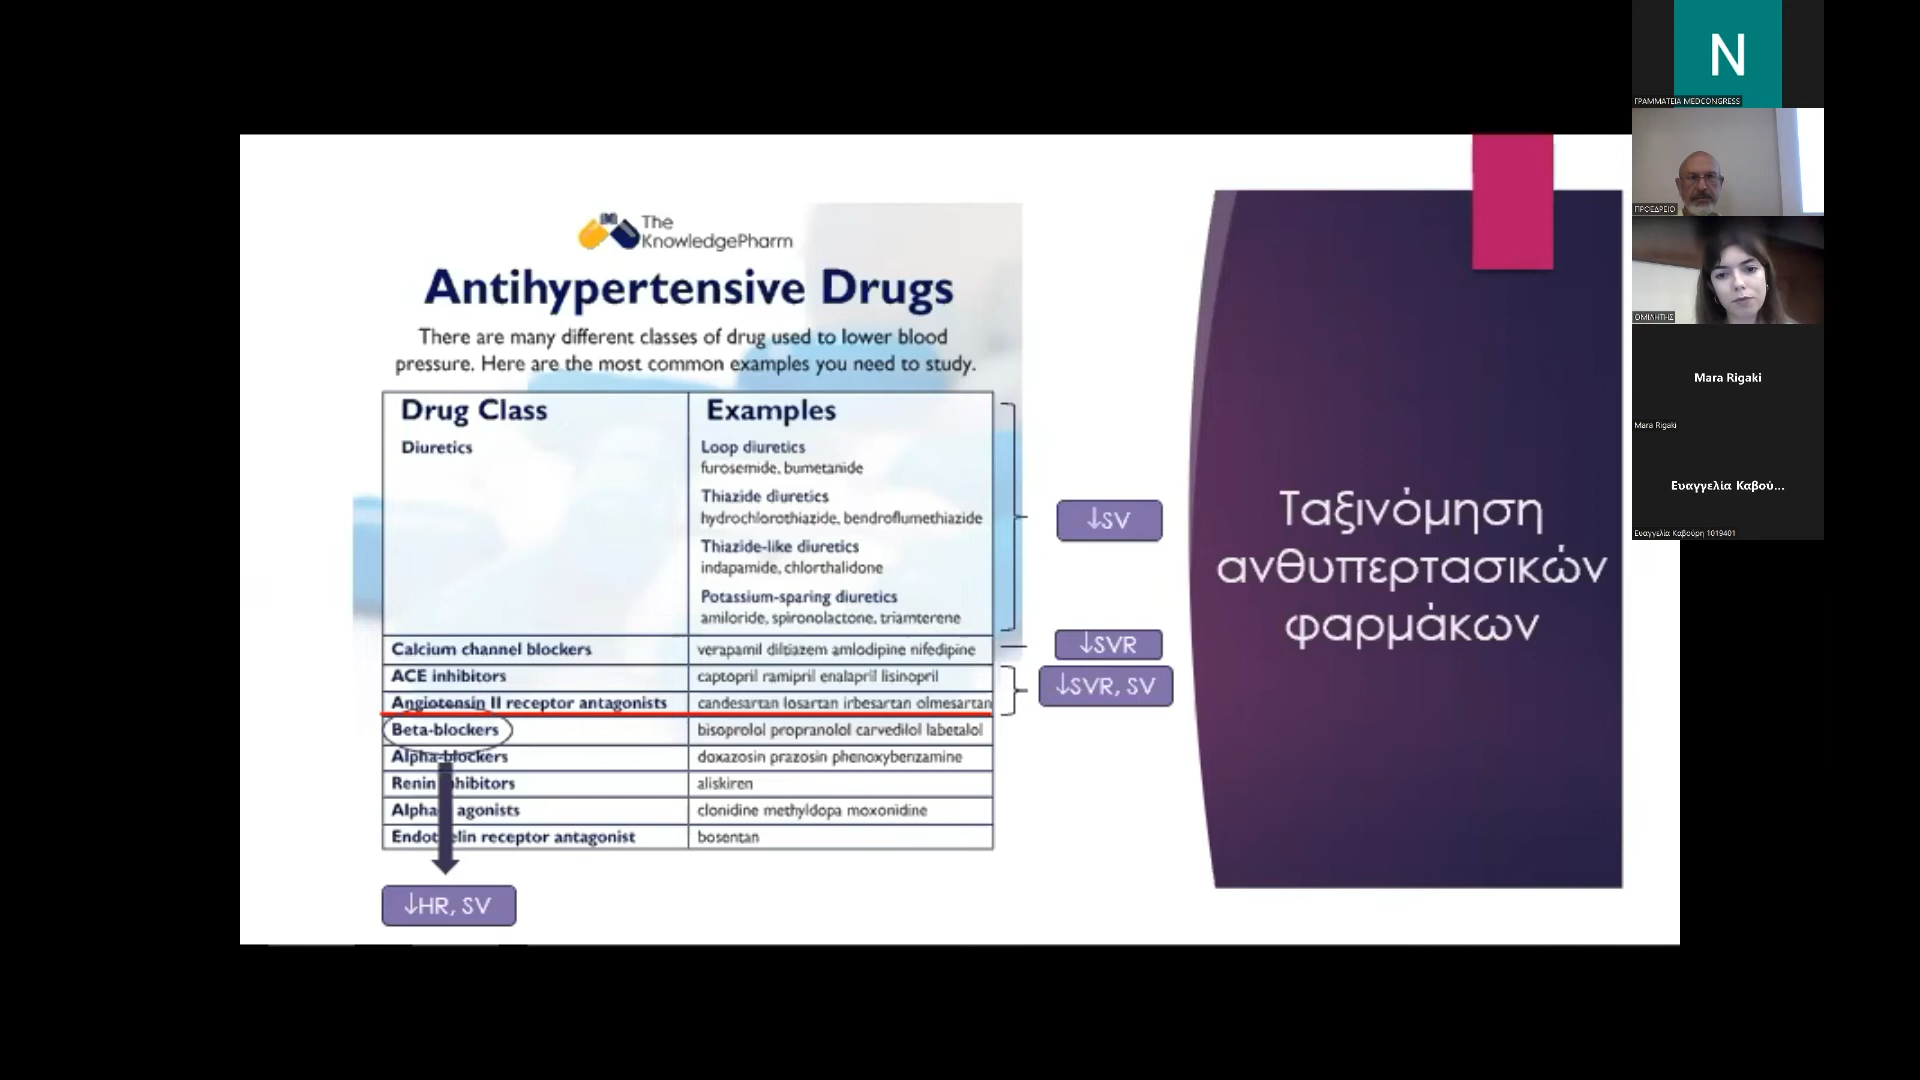 The
KnowledgePharm
Antihypertensive Drugs
There are many different classes of drug used to lower blood
pressure. Here are the most common examples you need to study.
Drug Class
Examples
Diuretics
Loop diuretics
furosemide, bumetanide
Thiazide diuretics
hydrochlorothiazide, bendroflumethiazide
Thiazide-like diuretics
indapamide, chlorthalidone
Potassium-sparing diuretics
amiloride, spironolactone, triamterene
Calcium channel blockers
verapamil diltiazem amlodipine nifedipine
ACE inhibitors
captopril ramipril enalapril lisinopril
Angiotensin II receptor antagonists
candesartan losartan irbesartan olmesartan
Beta-blockers
bisoprolol propranolol carvedilol labetalol
Alpha-blockers
doxazosin prazosin phenoxybenzamine
Renin inhibitors
aliskiren
Alpha agonists
clonidine methyldopa moxonidine
Endothelin receptor antagonist
bosentan
↓SV
↓SVR
↓SVR, SV
↓HR, SV
Ταξινόμηση
ανθυπερτασικών
φαρμάκων
N
ΓΡΑΜΜΑΤΕΙΑ MEDCONGRESS
ΠΡΟΕΔΡΕΙΟ
ΟΜΙΛΗΤΗΣ
Mara Rigaki
Mara Rigaki
Ευαγγελία Καβού...
Ευαγγελία Καβούρη 1019401